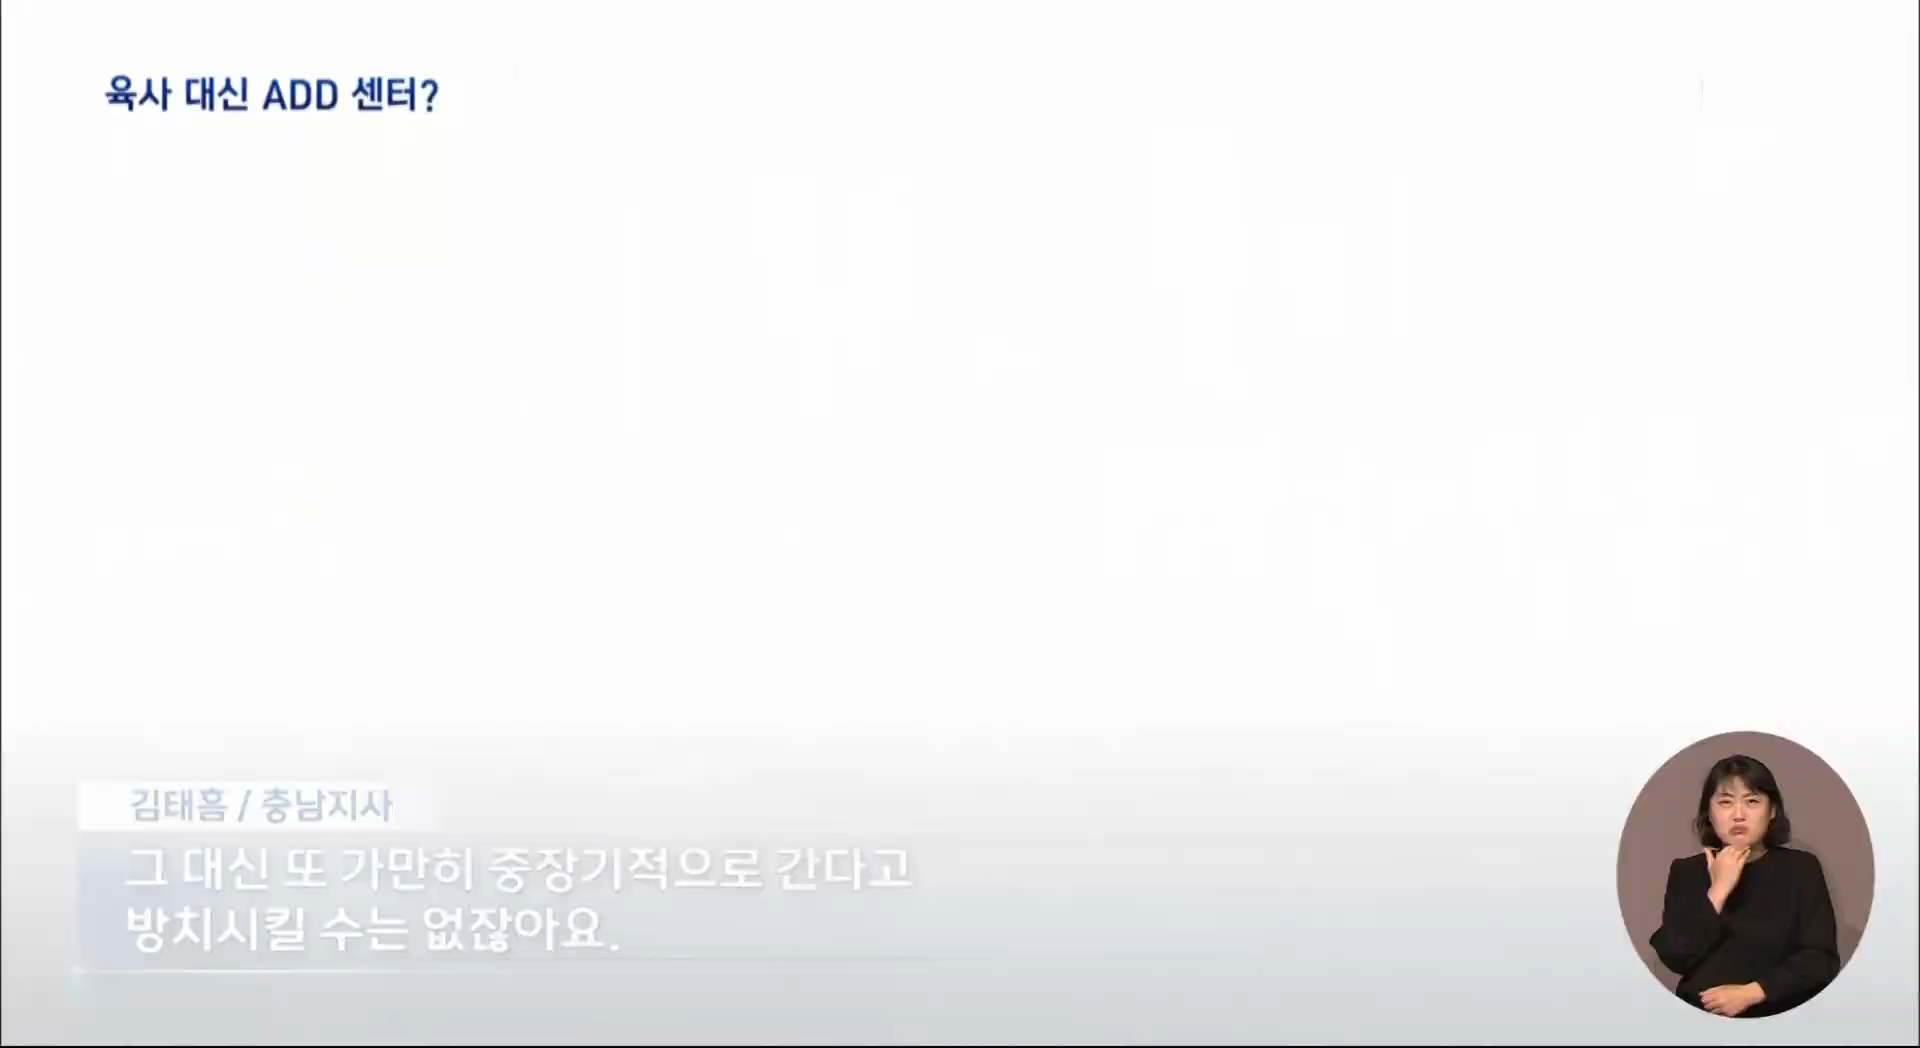 육사 대신 ADD 센터?
김태흠 / 충남지사
그 대신 또 가만히 중장기적으로 간다고
방치시킬 수는 없잖아요.